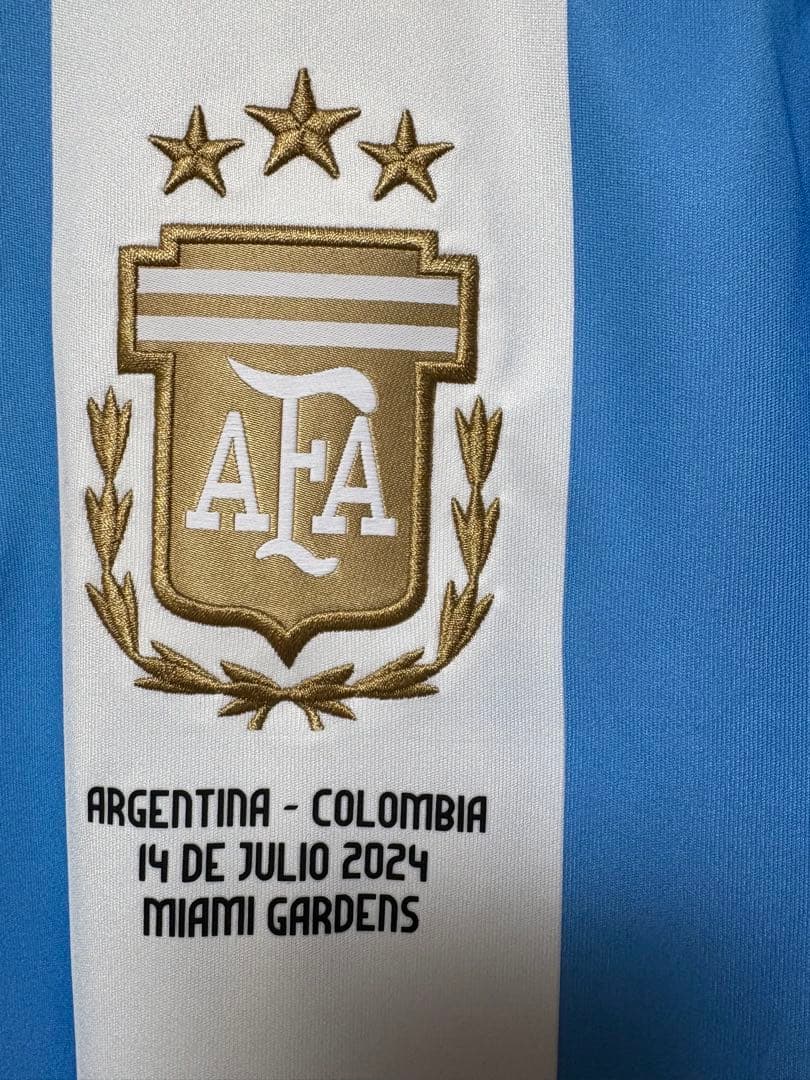 AFA
ARGENTINA - COLOMBIA
14 DE JULIO 2024
MIAMI GARDENS